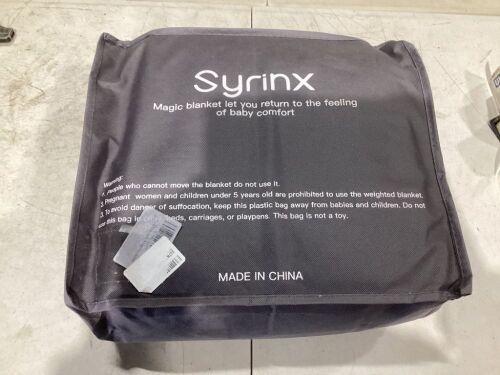 Syrinx
Magic blanket let you return to the feeling
of baby comfort
Warning:
1. People who cannot move the blanket do not use it.
2. Pregnant women and children under 5 years old are prohibited to use the weighted blanket.
3. To avoid danger of suffocation, keep this plastic bag away from babies and children. Do not
use this bag in cribs, beds, carriages, or playpens. This bag is not a toy.
MADE IN CHINA